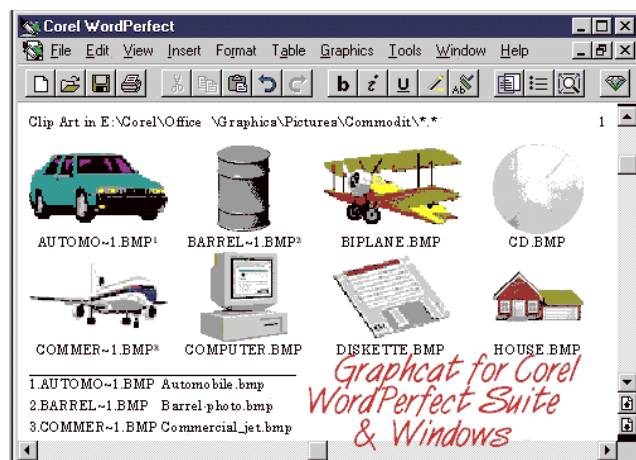 Corel WordPerfect
File Edit View Insert Format Table Graphics Tools Window Help
b i u
Clip Art in E:\Corel\Office \Graphics\Pictures\Commodit\*.* 1
AUTOMO~1.BMP¹ BARREL~1.BMP² BIPLANE.BMP CD.BMP
COMMER~1.BMP³ COMPUTER.BMP DISKETTE.BMP HOUSE.BMP
1.AUTOMO~1.BMP Automobile.bmp
2.BARREL~1.BMP Barrel-photo.bmp
3.COMMER~1.BMP Commercial_jet.bmp
Graphcat for Corel
WordPerfect Suite
& Windows